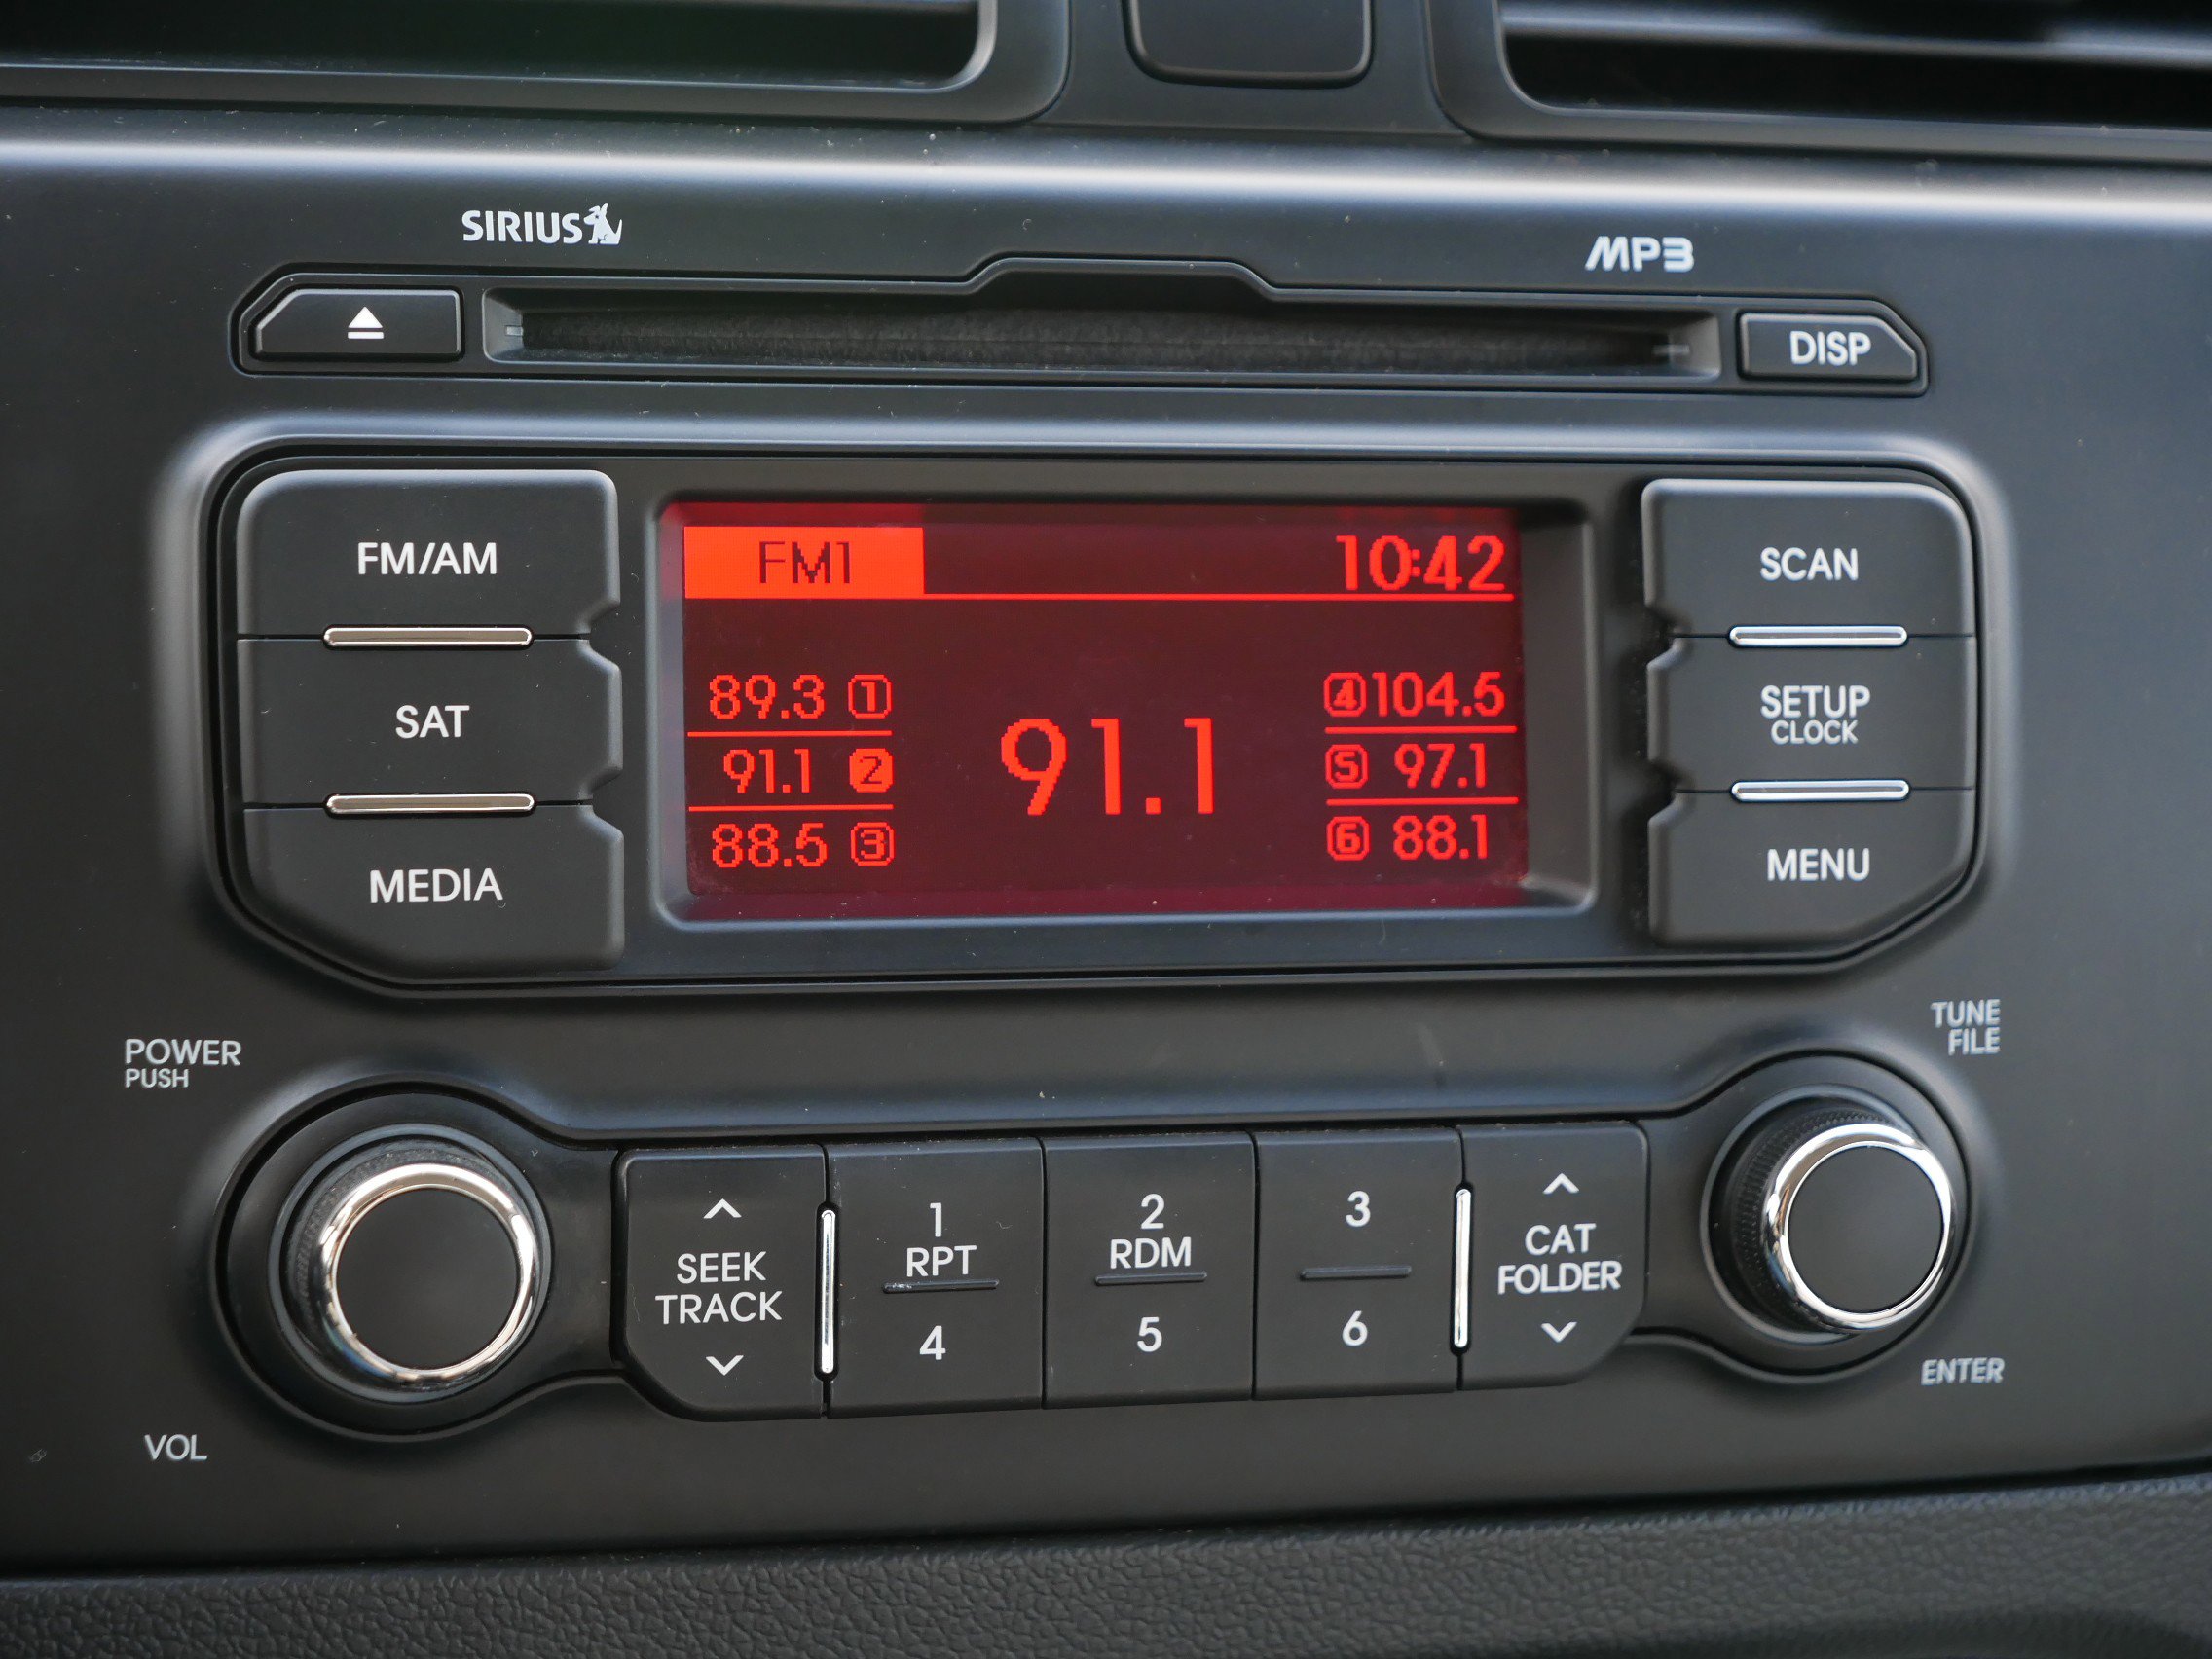 SIRIUS
MP3
DISP
FM/AM
SAT
MEDIA
FM1 10:42
89.3 1
91.1 2
88.5 3
91.1
4 104.5
5 97.1
6 88.1
SCAN
SETUP
CLOCK
MENU
POWER
PUSH
VOL
SEEK
TRACK
1
RPT
4
2
RDM
5
3
6
CAT
FOLDER
TUNE
FILE
ENTER